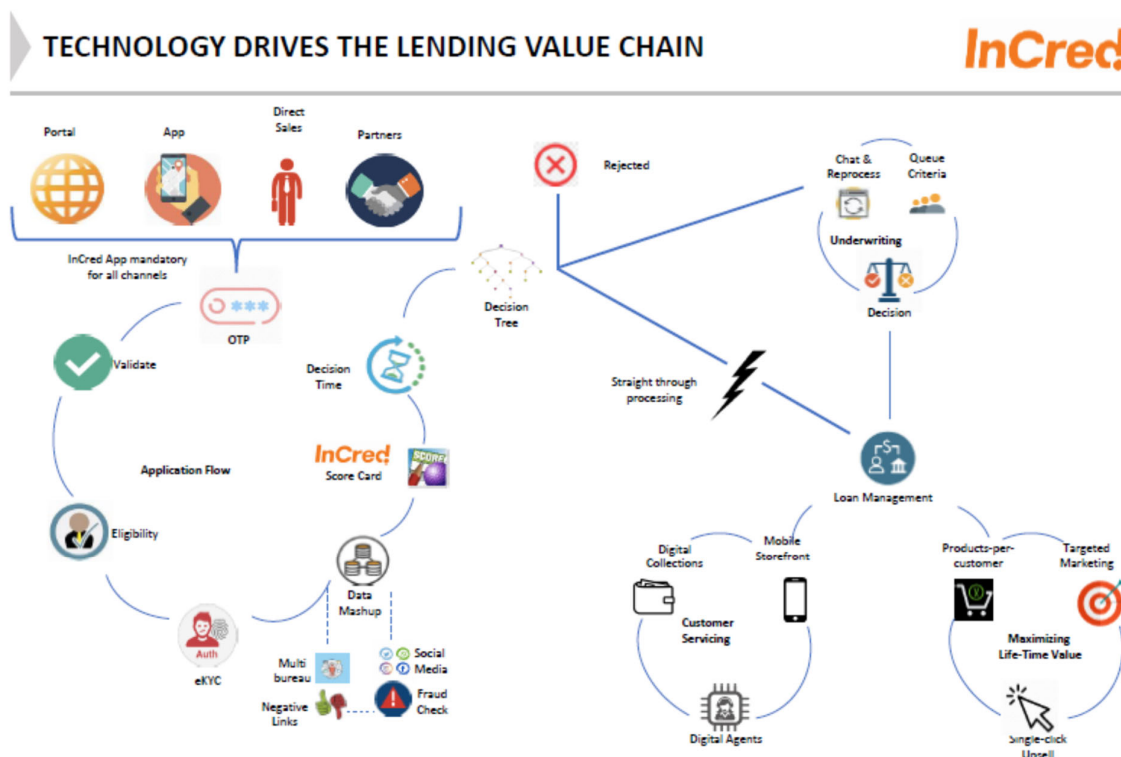 TECHNOLOGY DRIVES THE LENDING VALUE CHAIN
InCred
Portal
App
Direct
Sales
Partners
Rejected
Chat &
Reprocess
Queue
Criteria
Underwriting
Decision
InCred App mandatory
for all channels
OTP
Validate
Decision
Tree
Decision
Time
Straight through
processing
InCred
Score Card
SCORE!
Application Flow
Eligibility
Loan Management
Data
Mashup
Auth
eKYC
Multi
bureau
Social
Media
Negative
Links
Fraud
Check
Digital
Collections
Mobile
Storefront
Customer
Servicing
Digital Agents
Products-per-
customer
Targeted
Marketing
Maximizing
Life-Time Value
Single-click
Upsell